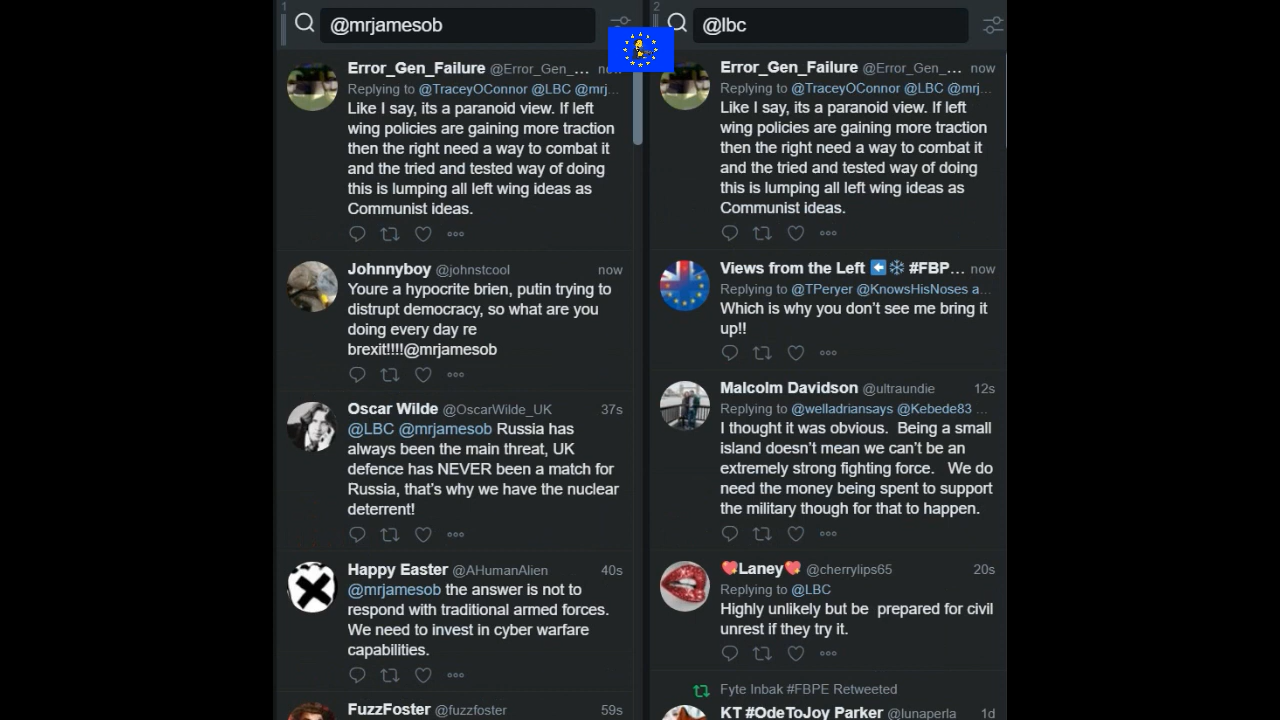 1
@mrjamesob
Error_Gen_Failure @Error_Gen_... now
Replying to @TraceyOConnor @LBC @mrj...
Like I say, its a paranoid view. If left
wing policies are gaining more traction
then the right need a way to combat it
and the tried and tested way of doing
this is lumping all left wing ideas as
Communist ideas.
Johnnyboy @johnstcool now
Youre a hypocrite brien, putin trying to
distrupt democracy, so what are you
doing every day re
brexit!!!!@mrjamesob
Oscar Wilde @OscarWilde_UK 37s
@LBC @mrjamesob Russia has
always been the main threat, UK
defence has NEVER been a match for
Russia, that's why we have the nuclear
deterrent!
Happy Easter @AHumanAlien 40s
@mrjamesob the answer is not to
respond with traditional armed forces.
We need to invest in cyber warfare
capabilities.
FuzzFoster @fuzzfoster 59s
2
@lbc
Error_Gen_Failure @Error_Gen_... now
Replying to @TraceyOConnor @LBC @mrj...
Like I say, its a paranoid view. If left
wing policies are gaining more traction
then the right need a way to combat it
and the tried and tested way of doing
this is lumping all left wing ideas as
Communist ideas.
Views from the Left ⬅️❄️ #FBP... now
Replying to @TPeryer @KnowsHisNoses a...
Which is why you don't see me bring it
up!!
Malcolm Davidson @ultraundie 12s
Replying to @welladriansays @Kebede83 ...
I thought it was obvious. Being a small
island doesn't mean we can't be an
extremely strong fighting force. We do
need the money being spent to support
the military though for that to happen.
💖Laney💖 @cherrylips65 20s
Replying to @LBC
Highly unlikely but be prepared for civil
unrest if they try it.
Fyte Inbak #FBPE Retweeted
KT #OdeToJoy Parker @lunaperla 1d